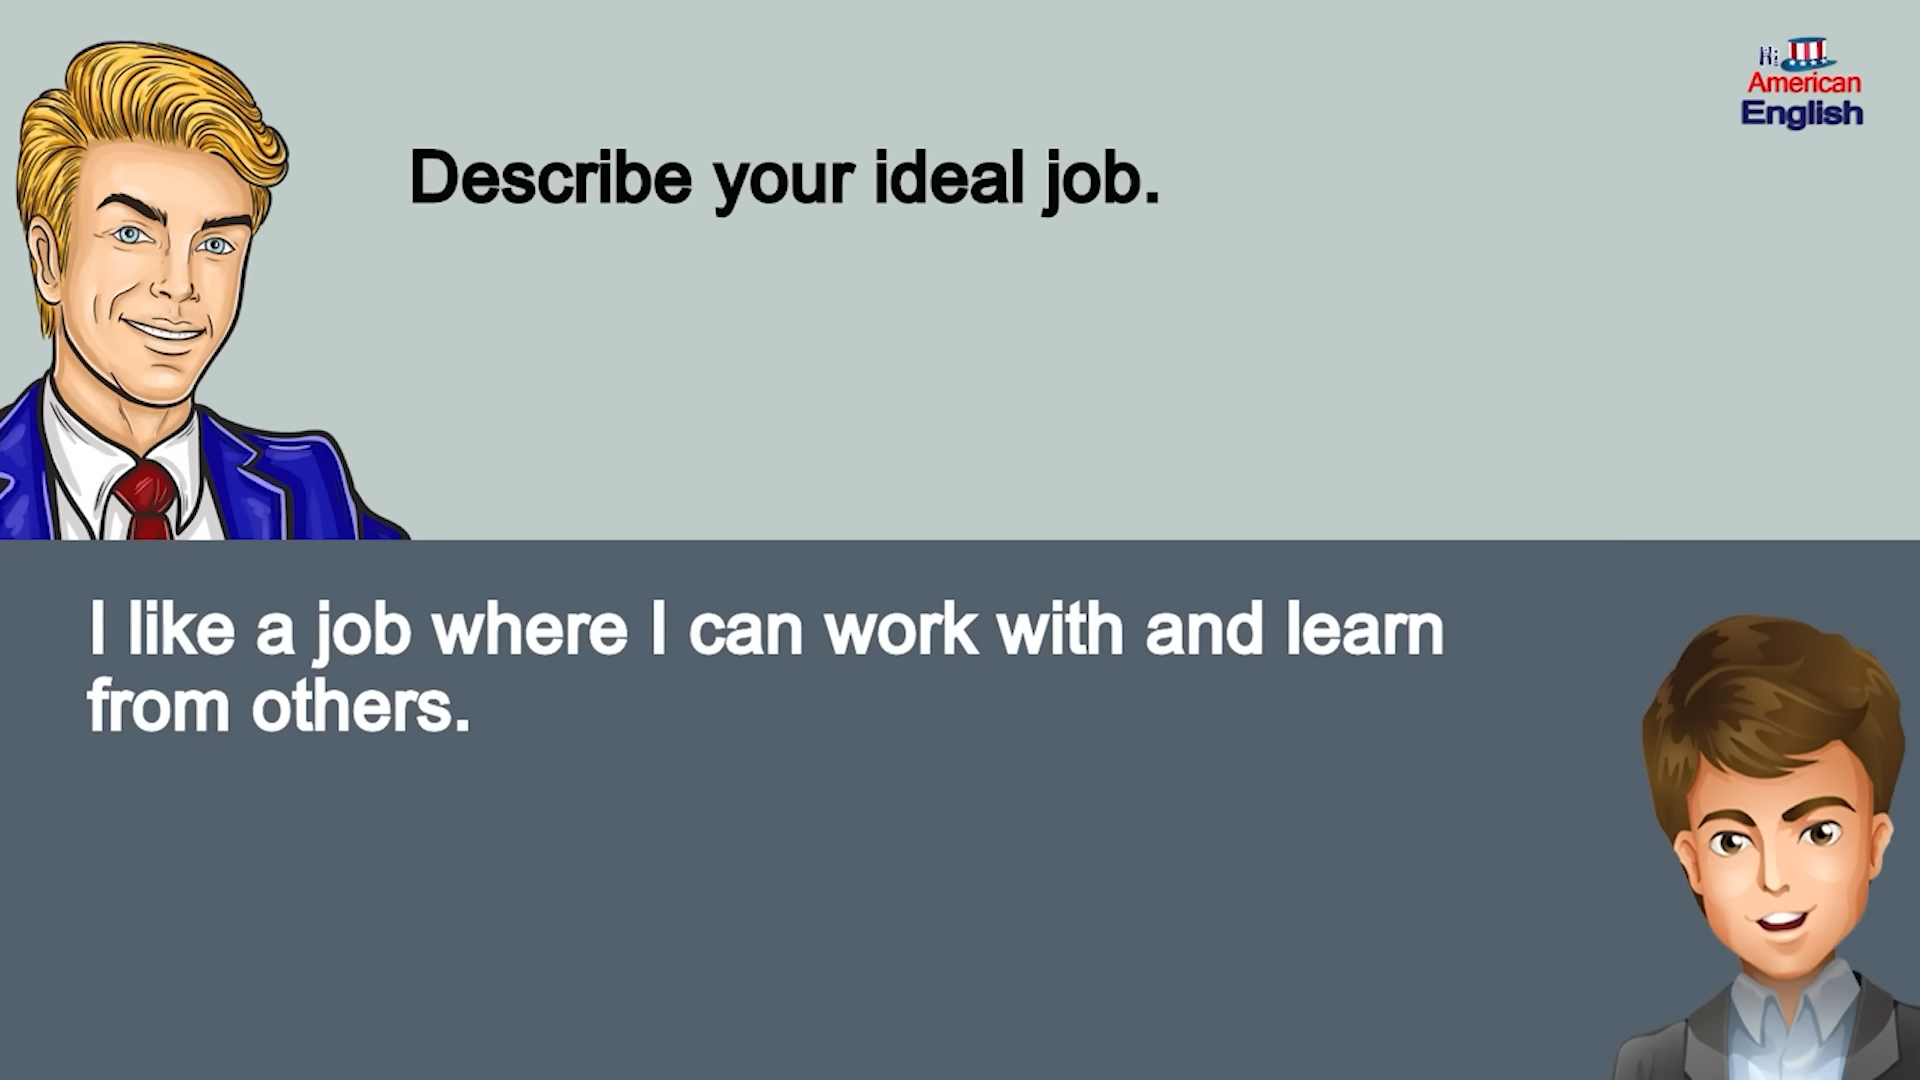 Hi
American
English
Describe your ideal job.
I like a job where I can work with and learn
from others.